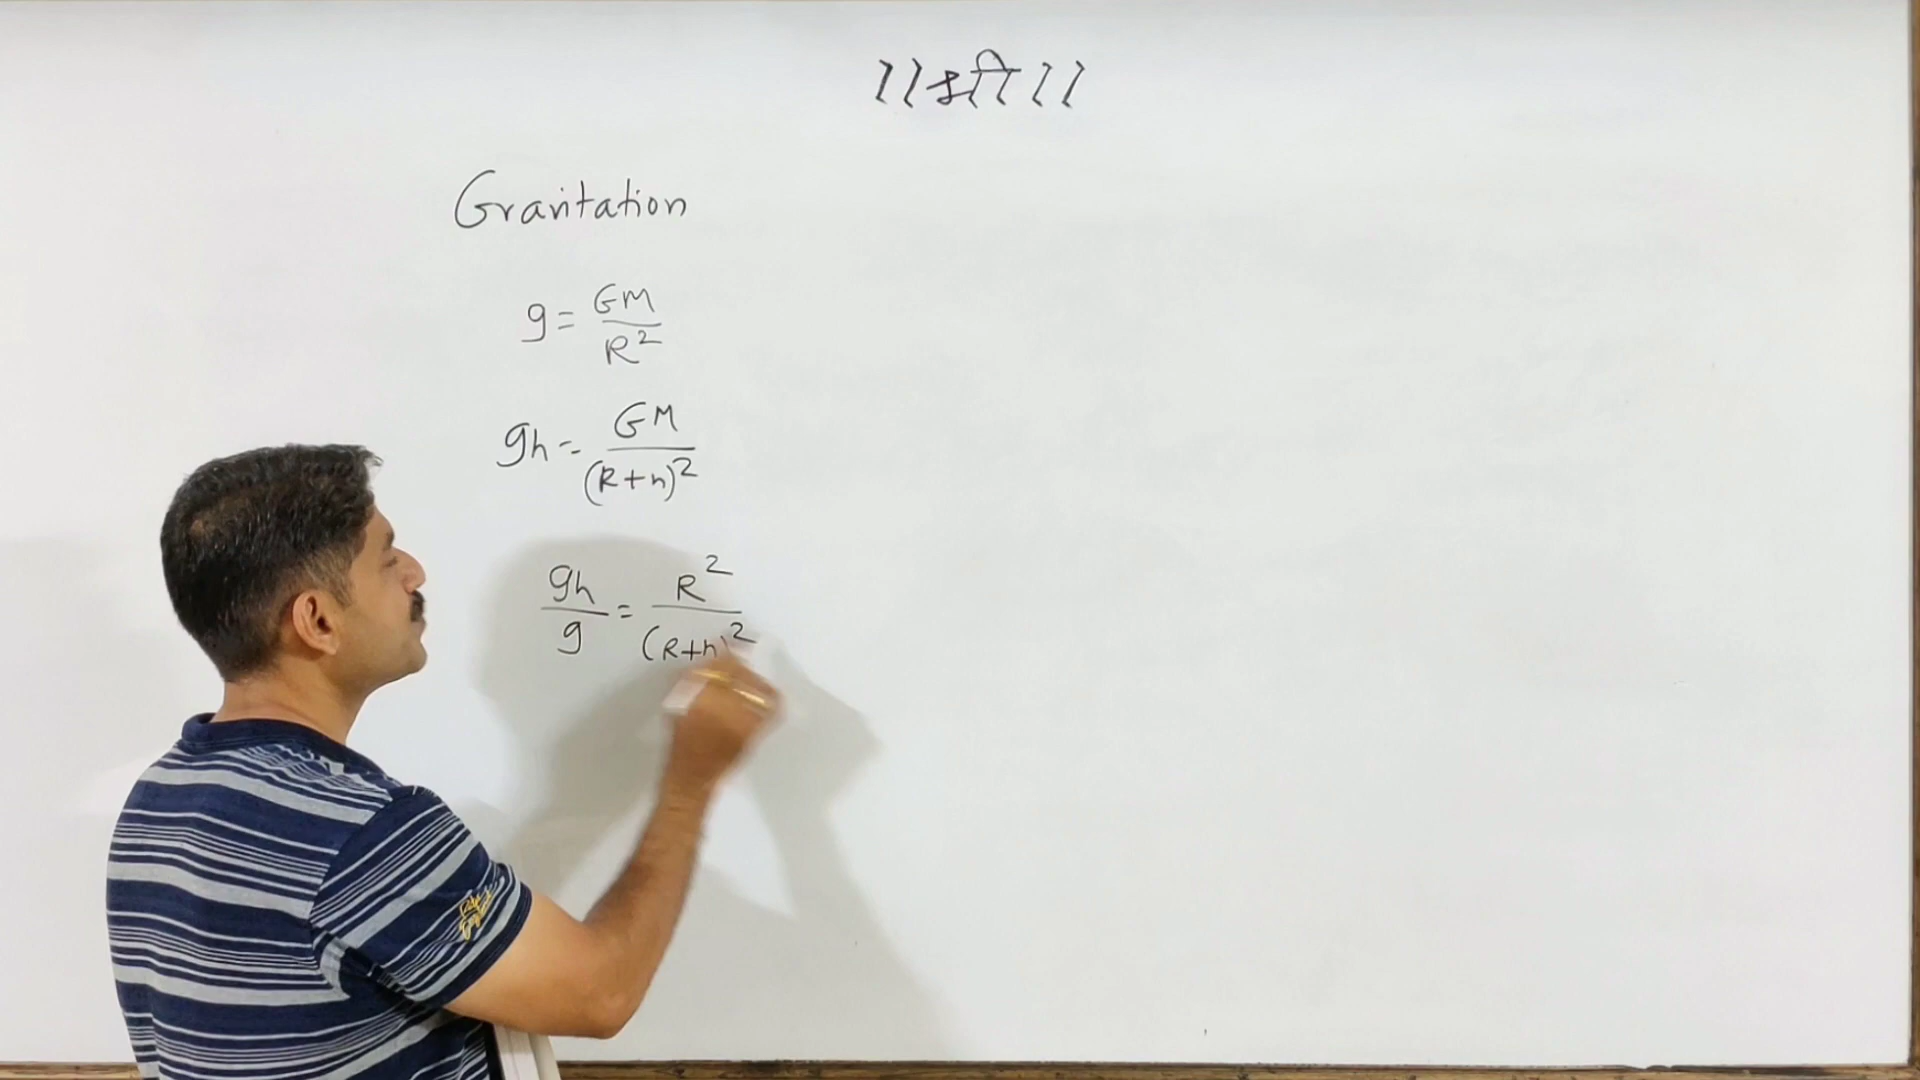 ॥ श्री ॥
Gravitation
g = GM/R²
gh = GM/(R+h)²
gh/g = R²/(R+h)²